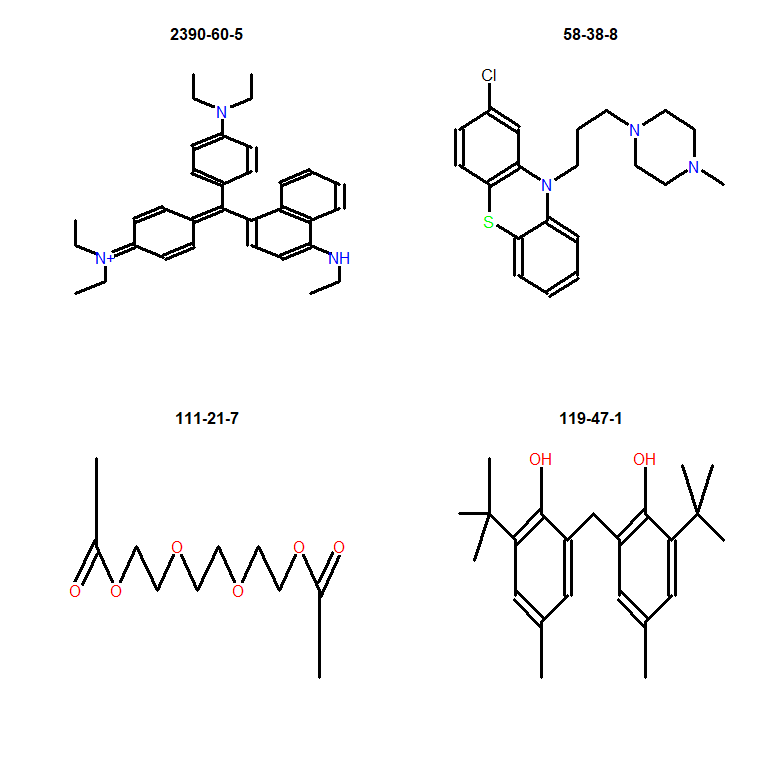 2390-60-5
58-38-8
N
N+
NH
Cl
N
N
N
S
111-21-7
119-47-1
O
O
O
O
O
O
OH
OH